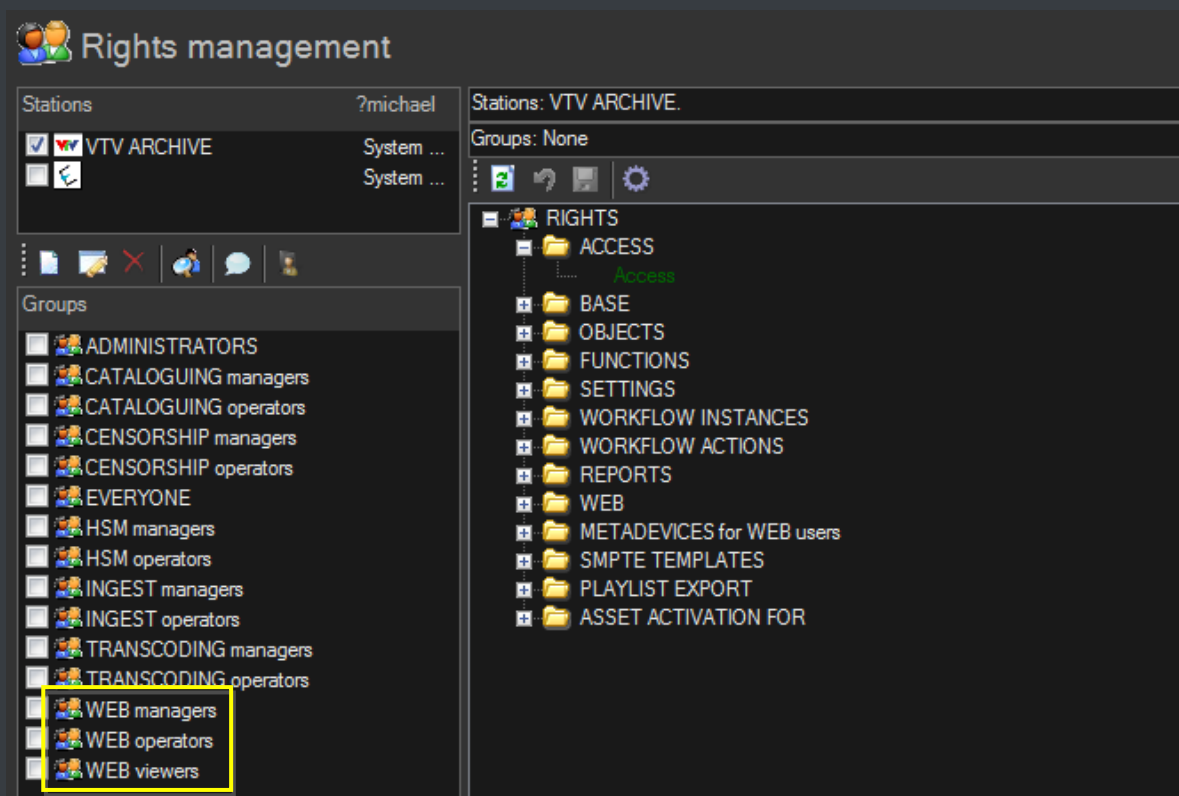 Rights management
Stations ?michael
VTV VTV ARCHIVE System ...
System ...
Groups
ADMINISTRATORS
CATALOGUING managers
CATALOGUING operators
CENSORSHIP managers
CENSORSHIP operators
EVERYONE
HSM managers
HSM operators
INGEST managers
INGEST operators
TRANSCODING managers
TRANSCODING operators
WEB managers
WEB operators
WEB viewers
Stations: VTV ARCHIVE.
Groups: None
RIGHTS
ACCESS
Access
BASE
OBJECTS
FUNCTIONS
SETTINGS
WORKFLOW INSTANCES
WORKFLOW ACTIONS
REPORTS
WEB
METADEVICES for WEB users
SMPTE TEMPLATES
PLAYLIST EXPORT
ASSET ACTIVATION FOR